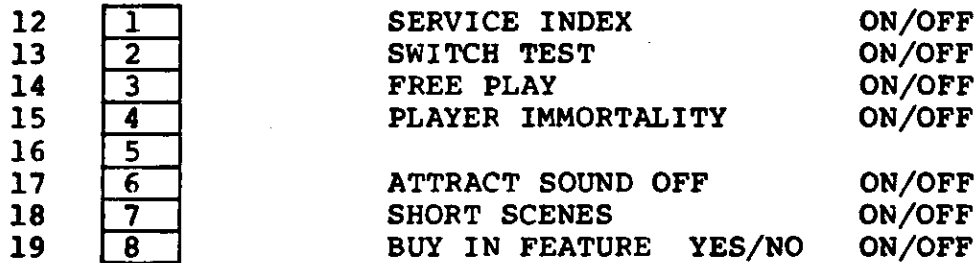 12 1 SERVICE INDEX ON/OFF
13 2 SWITCH TEST ON/OFF
14 3 FREE PLAY ON/OFF
15 4 PLAYER IMMORTALITY ON/OFF
16 5
17 6 ATTRACT SOUND OFF ON/OFF
18 7 SHORT SCENES ON/OFF
19 8 BUY IN FEATURE YES/NO ON/OFF